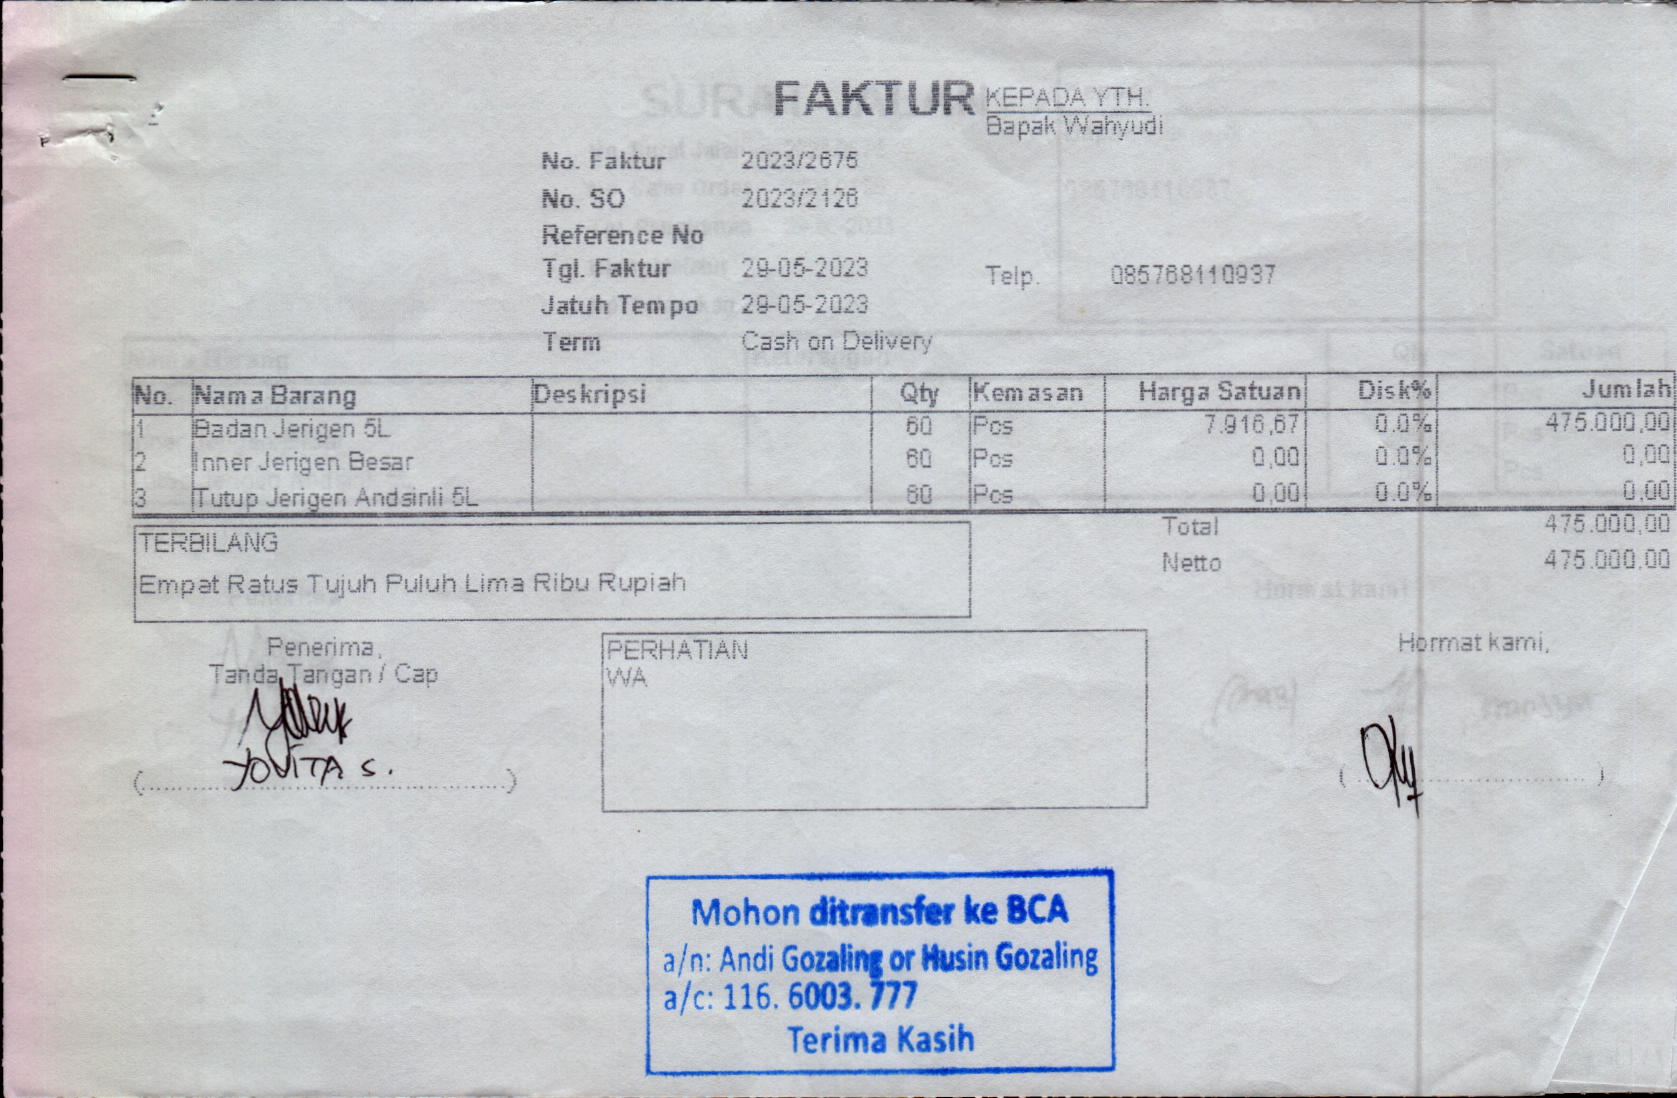 FAKTUR
KEPADA YTH.
Bapak Wahyudi
No. Faktur 2023/2675
No. SO 2023/2126
Reference No
Tgl. Faktur 29-05-2023
Telp. 085768110937
Jatuh Tempo 29-05-2023
Term Cash on Delivery
No. Nama Barang Deskripsi Qty Kemasan Harga Satuan Disk% Jumlah
1 Badan Jerigen 5L 60 Pcs 7.916,67 0.0% 475.000,00
2 Inner Jerigen Besar 60 Pcs 0,00 0.0% 0,00
3 Tutup Jerigen Andsinli 5L 60 Pcs 0,00 0.0% 0,00
Total 475.000,00
Netto 475.000,00
TERBILANG
Empat Ratus Tujuh Puluh Lima Ribu Rupiah
Penerima,
Tanda Tangan / Cap
YOVITA S.
PERHATIAN
WA
Hormat kami,
Mohon ditransfer ke BCA
a/n: Andi Gozaling or Husin Gozaling
a/c: 116. 6003. 777
Terima Kasih